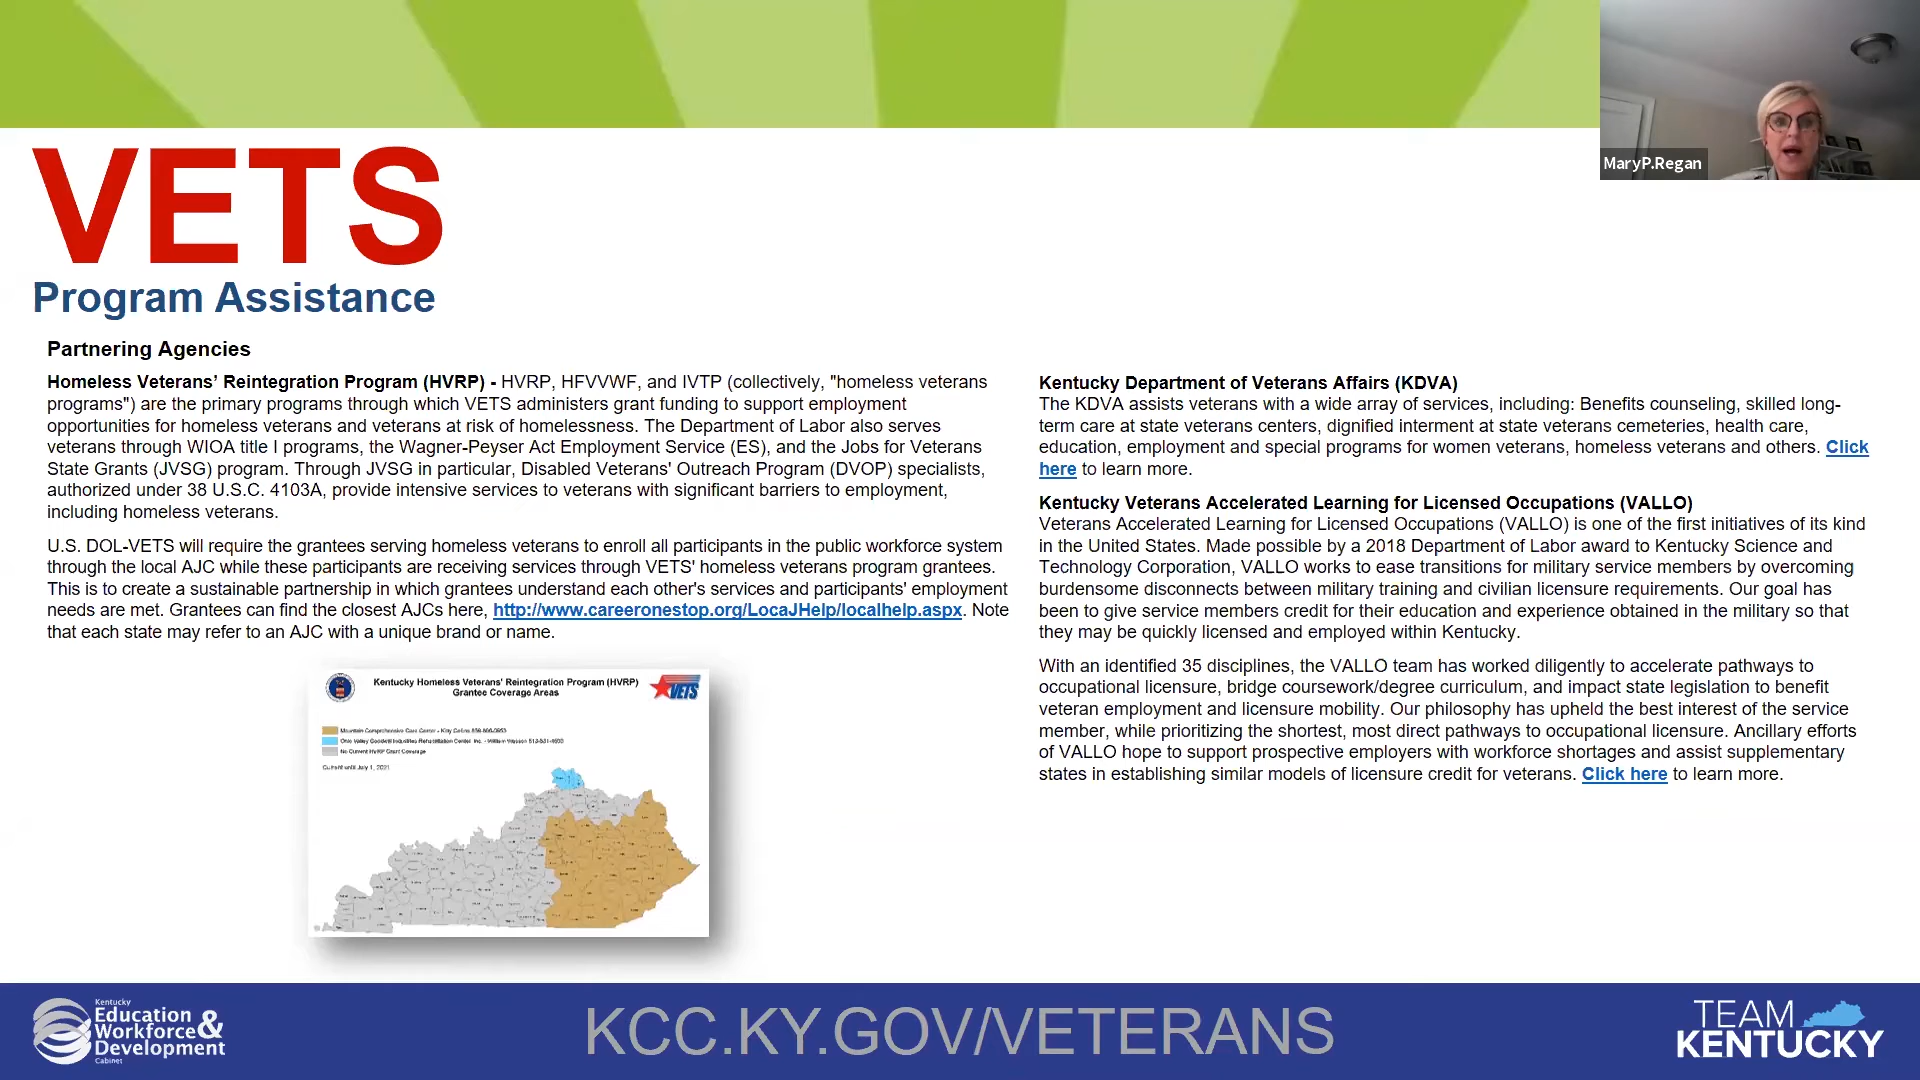 MaryP.Regan
VETS
Program Assistance
Partnering Agencies
Homeless Veterans’ Reintegration Program (HVRP) - HVRP, HFVVWF, and IVTP (collectively, "homeless veterans
programs") are the primary programs through which VETS administers grant funding to support employment
opportunities for homeless veterans and veterans at risk of homelessness. The Department of Labor also serves
veterans through WIOA title I programs, the Wagner-Peyser Act Employment Service (ES), and the Jobs for Veterans
State Grants (JVSG) program. Through JVSG in particular, Disabled Veterans' Outreach Program (DVOP) specialists,
authorized under 38 U.S.C. 4103A, provide intensive services to veterans with significant barriers to employment,
including homeless veterans.
U.S. DOL-VETS will require the grantees serving homeless veterans to enroll all participants in the public workforce system
through the local AJC while these participants are receiving services through VETS' homeless veterans program grantees.
This is to create a sustainable partnership in which grantees understand each other's services and participants' employment
needs are met. Grantees can find the closest AJCs here, http://www.careeronestop.org/LocaJHelp/localhelp.aspx. Note
that each state may refer to an AJC with a unique brand or name.
Kentucky Homeless Veterans' Reintegration Program (HVRP)
Grantee Coverage Areas
VETS
Mountain Comprehensive Care Center -
Ohio Valley Goodwill Industries Rehabilitation Center Inc. -
No Current HVRP Grant Coverage
Current until July 1, 2021
Kentucky Department of Veterans Affairs (KDVA)
The KDVA assists veterans with a wide array of services, including: Benefits counseling, skilled long-
term care at state veterans centers, dignified interment at state veterans cemeteries, health care,
education, employment and special programs for women veterans, homeless veterans and others. Click
here to learn more.
Kentucky Veterans Accelerated Learning for Licensed Occupations (VALLO)
Veterans Accelerated Learning for Licensed Occupations (VALLO) is one of the first initiatives of its kind
in the United States. Made possible by a 2018 Department of Labor award to Kentucky Science and
Technology Corporation, VALLO works to ease transitions for military service members by overcoming
burdensome disconnects between military training and civilian licensure requirements. Our goal has
been to give service members credit for their education and experience obtained in the military so that
they may be quickly licensed and employed within Kentucky.
With an identified 35 disciplines, the VALLO team has worked diligently to accelerate pathways to
occupational licensure, bridge coursework/degree curriculum, and impact state legislation to benefit
veteran employment and licensure mobility. Our philosophy has upheld the best interest of the service
member, while prioritizing the shortest, most direct pathways to occupational licensure. Ancillary efforts
of VALLO hope to support prospective employers with workforce shortages and assist supplementary
states in establishing similar models of licensure credit for veterans. Click here to learn more.
Kentucky
Education &
Workforce
Development
Cabinet
KCC.KY.GOV/VETERANS
TEAM
KENTUCKY